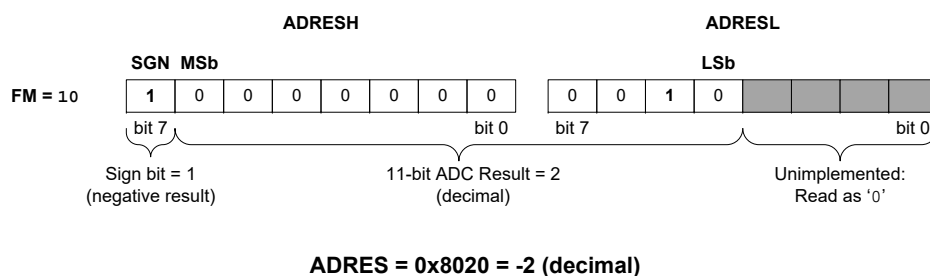 ADRESH ADRESL
SGN MSb LSb
FM = 10 1 0 0 0 0 0 0 0 0 0 1 0
bit 7 bit 0 bit 7 bit 0
Sign bit = 1 11-bit ADC Result = 2 Unimplemented:
(negative result) (decimal) Read as ‘0’
ADRES = 0x8020 = -2 (decimal)